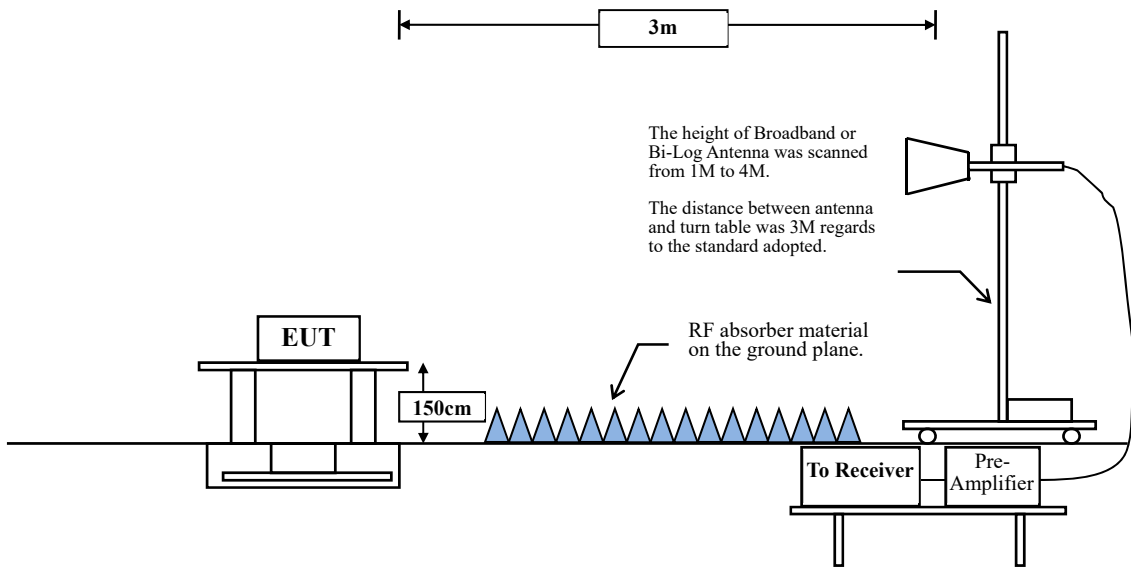 3m
The height of Broadband or
Bi-Log Antenna was scanned
from 1M to 4M.
The distance between antenna
and turn table was 3M regards
to the standard adopted.
EUT
RF absorber material
on the ground plane.
150cm
To Receiver
Pre-
Amplifier